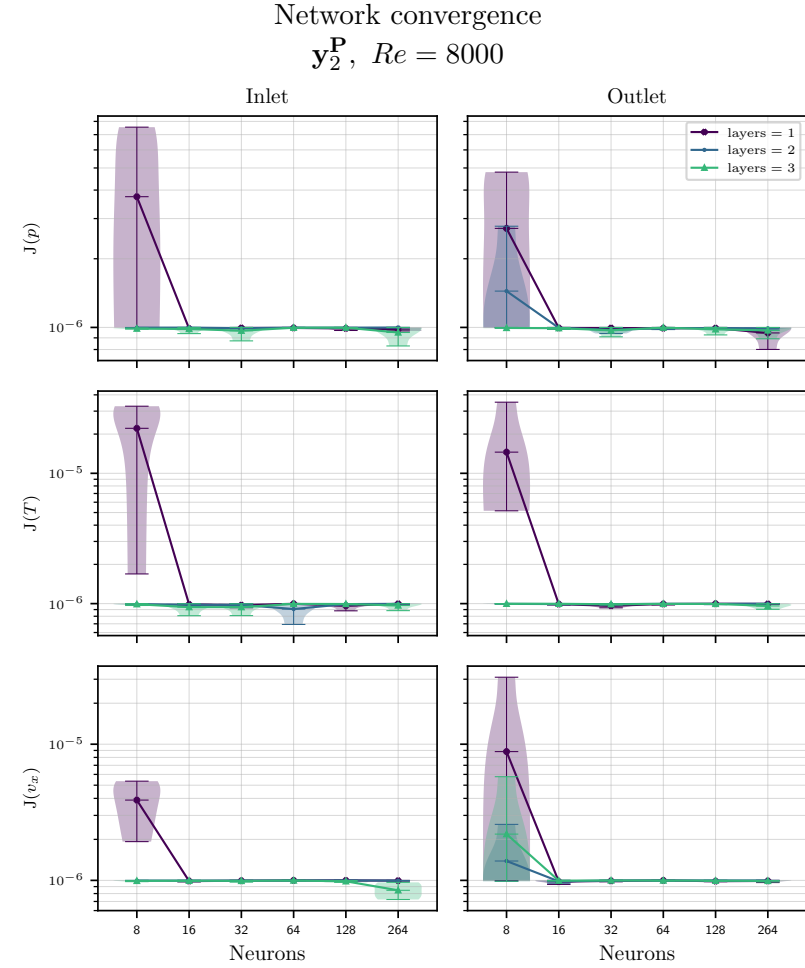 Network convergence
y₂ᴾ, Re = 8000
Inlet
Outlet
layers = 1
layers = 2
layers = 3
J(p)
10⁻⁶
J(T)
10⁻⁵
10⁻⁶
J(vₓ)
10⁻⁵
10⁻⁶
8 16 32 64 128 264
8 16 32 64 128 264
Neurons
Neurons